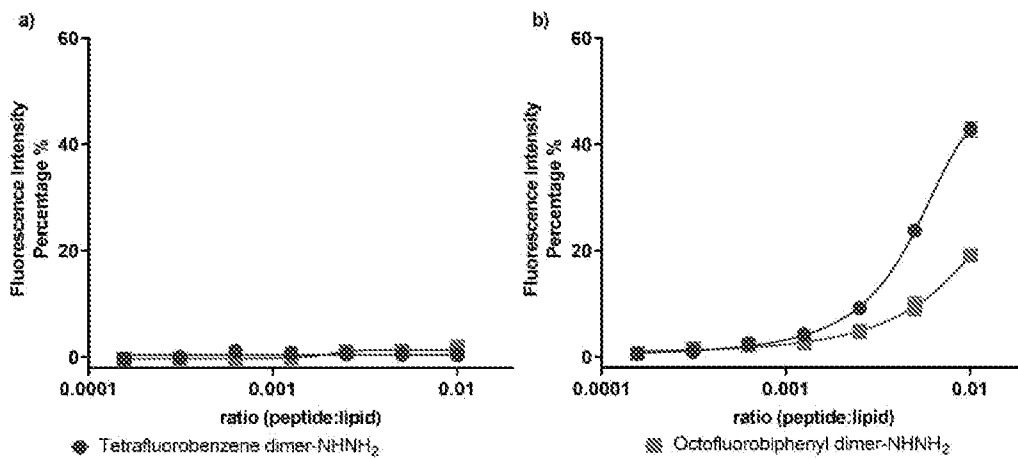 a)
60
40
20
0
Fluorescence Intensity
Percentage %
0.0001
0.001
0.01
ratio (peptide:lipid)
b)
60
40
20
0
Fluorescence Intensity
Percentage %
0.0001
0.001
0.01
ratio (peptide:lipid)
Tetrafluorobenzene dimer-NHNH₂
Octofluorobiphenyl dimer-NHNH₂